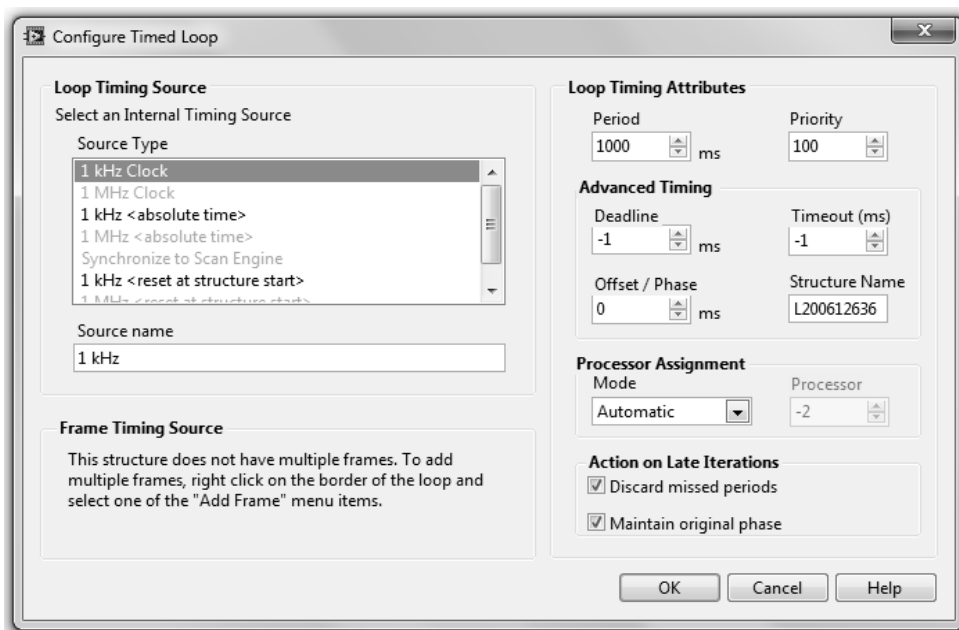 Configure Timed Loop
Loop Timing Source
Select an Internal Timing Source
Source Type
1 kHz Clock
1 MHz Clock
1 kHz <absolute time>
1 MHz <absolute time>
Synchronize to Scan Engine
1 kHz <reset at structure start>
1 MHz <reset at structure start>
Source name
1 kHz
Frame Timing Source
This structure does not have multiple frames. To add
multiple frames, right click on the border of the loop and
select one of the "Add Frame" menu items.
Loop Timing Attributes
Period
1000 ms
Priority
100
Advanced Timing
Deadline
-1 ms
Timeout (ms)
-1
Offset / Phase
0 ms
Structure Name
L200612636
Processor Assignment
Mode
Automatic
Processor
-2
Action on Late Iterations
Discard missed periods
Maintain original phase
OK
Cancel
Help